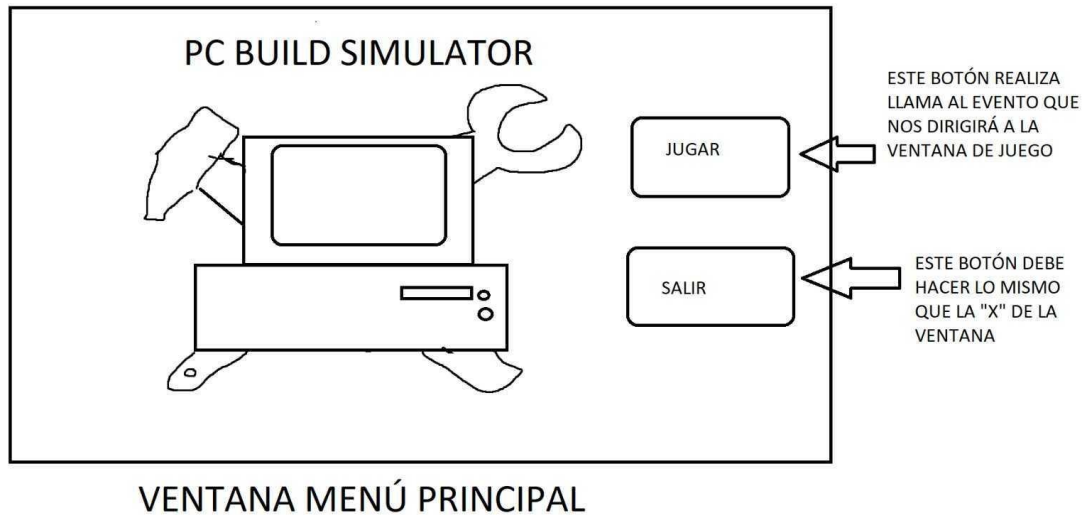 PC BUILD SIMULATOR
JUGAR
ESTE BOTÓN REALIZA
LLAMA AL EVENTO QUE
NOS DIRIGIRÁ A LA
VENTANA DE JUEGO
SALIR
ESTE BOTÓN DEBE
HACER LO MISMO
QUE LA "X" DE LA
VENTANA
VENTANA MENÚ PRINCIPAL